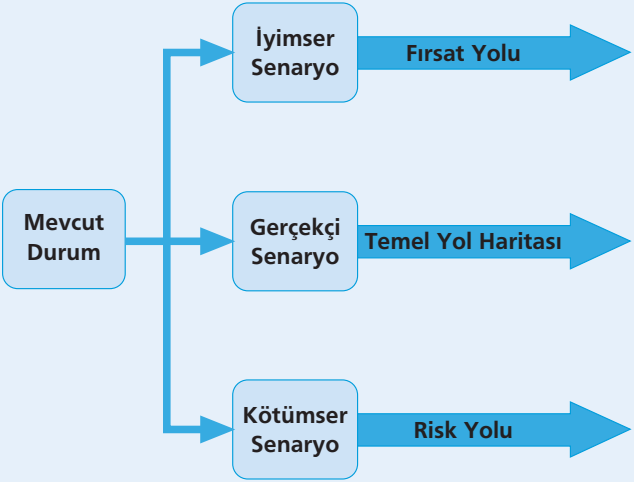 İyimser
Senaryo
Fırsat Yolu
Mevcut
Durum
Gerçekçi
Senaryo
Temel Yol Haritası
Kötümser
Senaryo
Risk Yolu